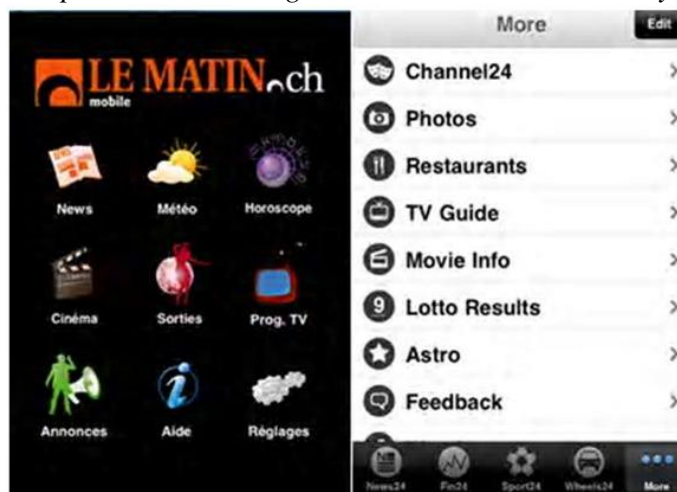 LE MATIN.ch
mobile
News Météo Horoscope
Cinéma Sorties Prog. TV
Annonces Aide Réglages
More Edit
Channel24
Photos
Restaurants
TV Guide
Movie Info
9 Lotto Results
Astro
Feedback
News24 Fin24 Sport24 Wheels24 More